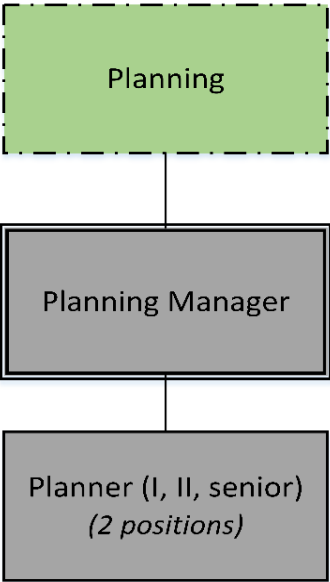 Planning
Planning Manager
Planner (I, II, senior)
(2 positions)